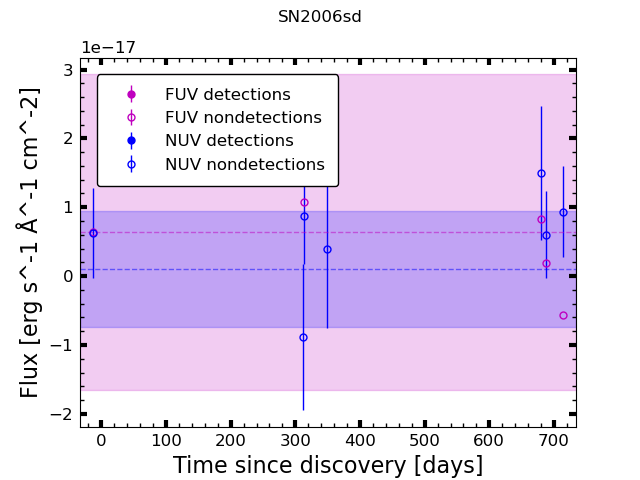 SN2006sd
1e−17
3
2
1
0
−1
−2
Flux [erg s^-1 Å^-1 cm^-2]
FUV detections
FUV nondetections
NUV detections
NUV nondetections
0 100 200 300 400 500 600 700
Time since discovery [days]